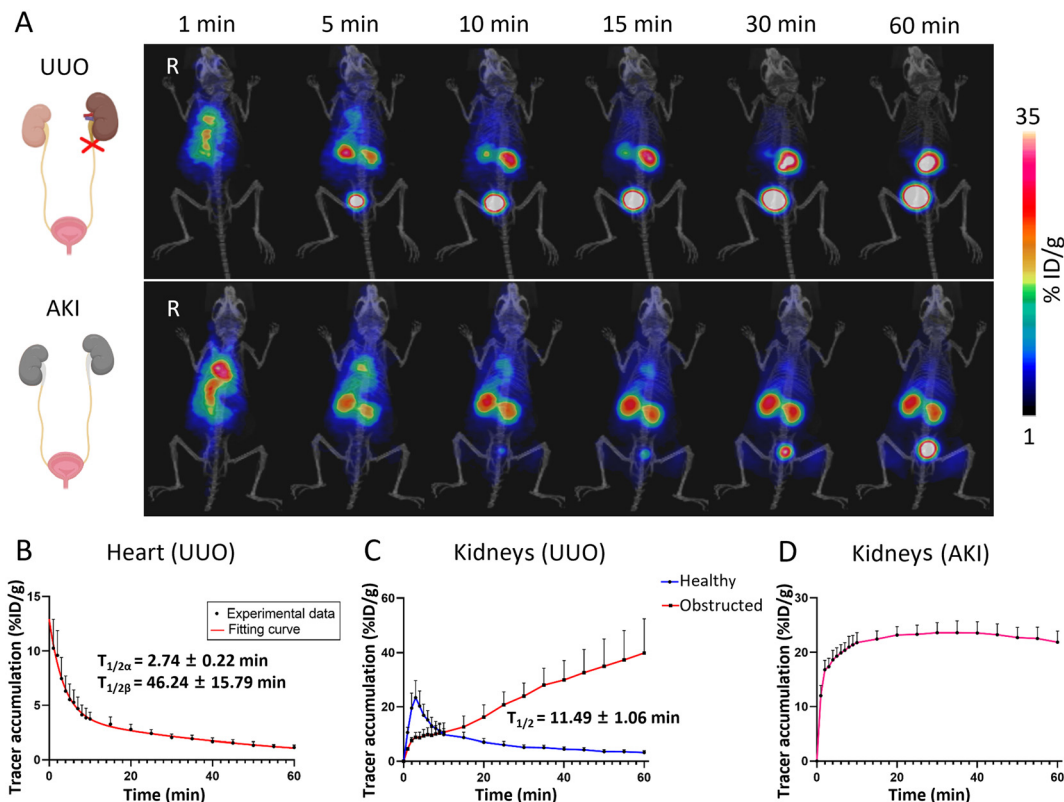 A
1 min 5 min 10 min 15 min 30 min 60 min
UUO
R
35
% ID/g
1
AKI
R
B Heart (UUO)
Tracer accumulation (%ID/g)
15
10
5
0
Experimental data
Fitting curve
T1/2α = 2.74 ± 0.22 min
T1/2β = 46.24 ± 15.79 min
0 20 40 60
Time (min)
C Kidneys (UUO)
Tracer accumulation (%ID/g)
60
40
20
0
Healthy
Obstructed
T1/2 = 11.49 ± 1.06 min
0 20 40 60
Time (min)
D Kidneys (AKI)
Tracer accumulation (%ID/g)
30
20
10
0
0 10 20 30 40 50 60
Time (min)